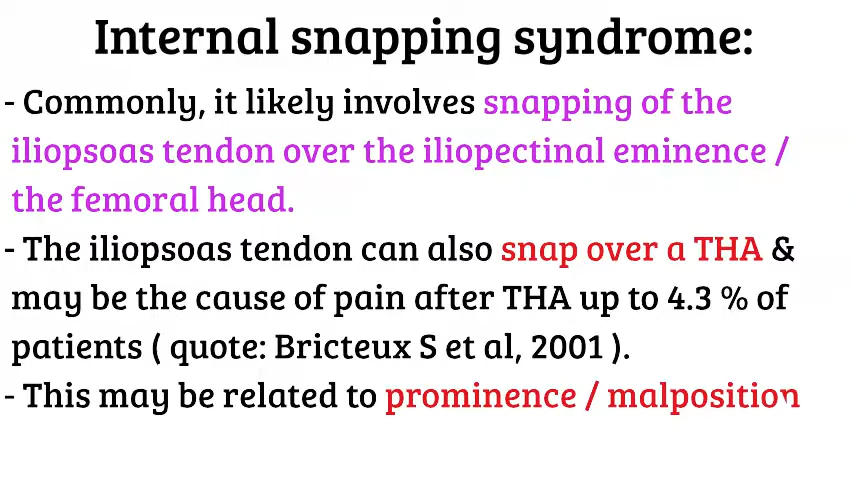 Internal snapping syndrome:
- Commonly, it likely involves snapping of the
iliopsoas tendon over the iliopectinal eminence /
the femoral head.
- The iliopsoas tendon can also snap over a THA &
may be the cause of pain after THA up to 4.3 % of
patients ( quote: Bricteux S et al, 2001 ).
- This may be related to prominence / malposition